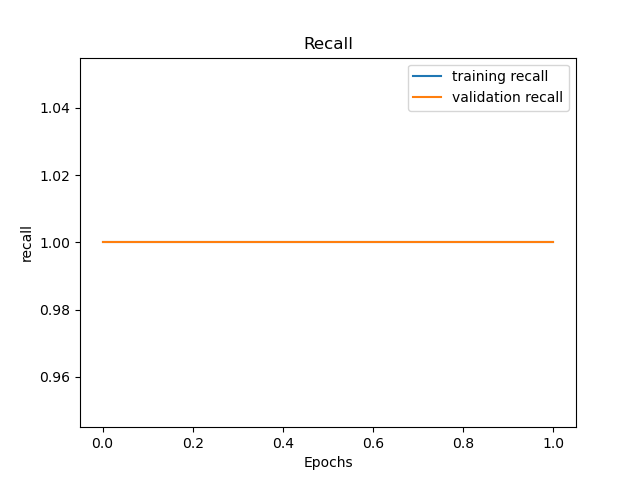 Recall
training recall
validation recall
1.04
1.02
1.00
0.98
0.96
recall
0.0 0.2 0.4 0.6 0.8 1.0
Epochs